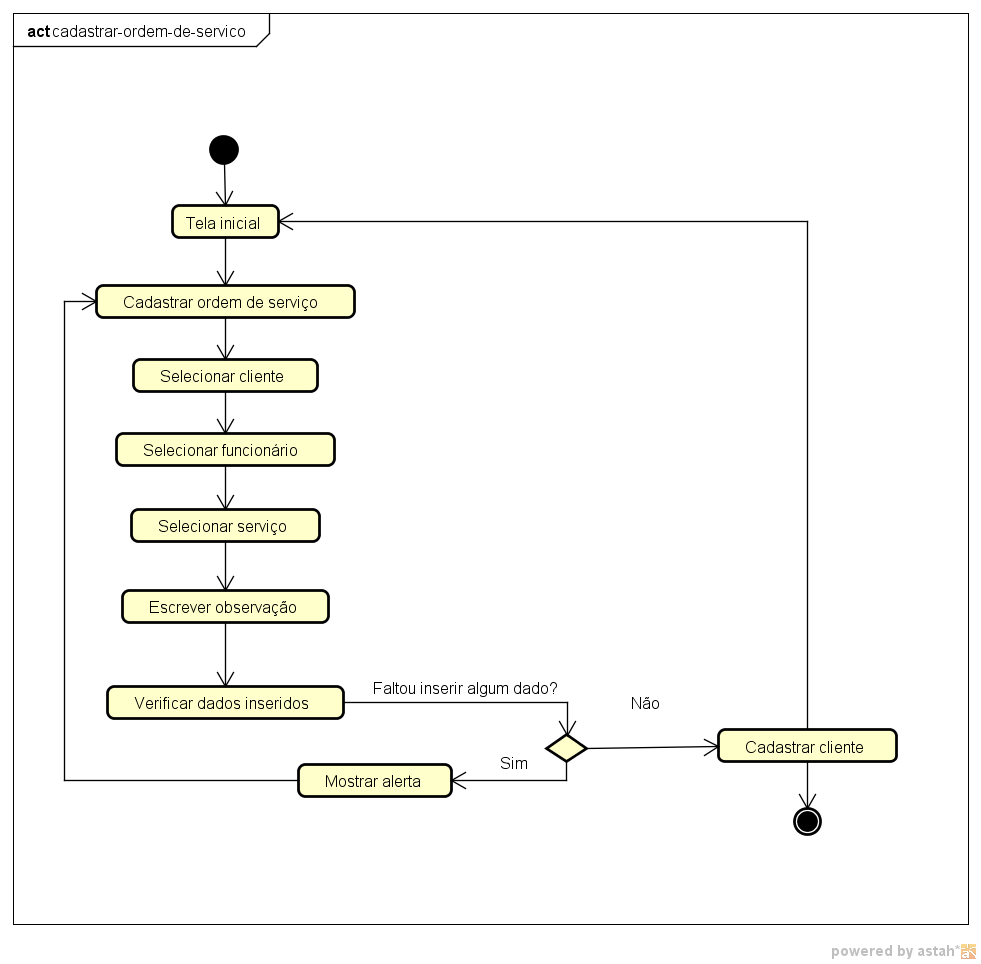 act cadastrar-ordem-de-servico
Tela inicial
Cadastrar ordem de serviço
Selecionar cliente
Selecionar funcionário
Selecionar serviço
Escrever observação
Verificar dados inseridos
Faltou inserir algum dado?
Não
Cadastrar cliente
Sim
Mostrar alerta
powered by astah*